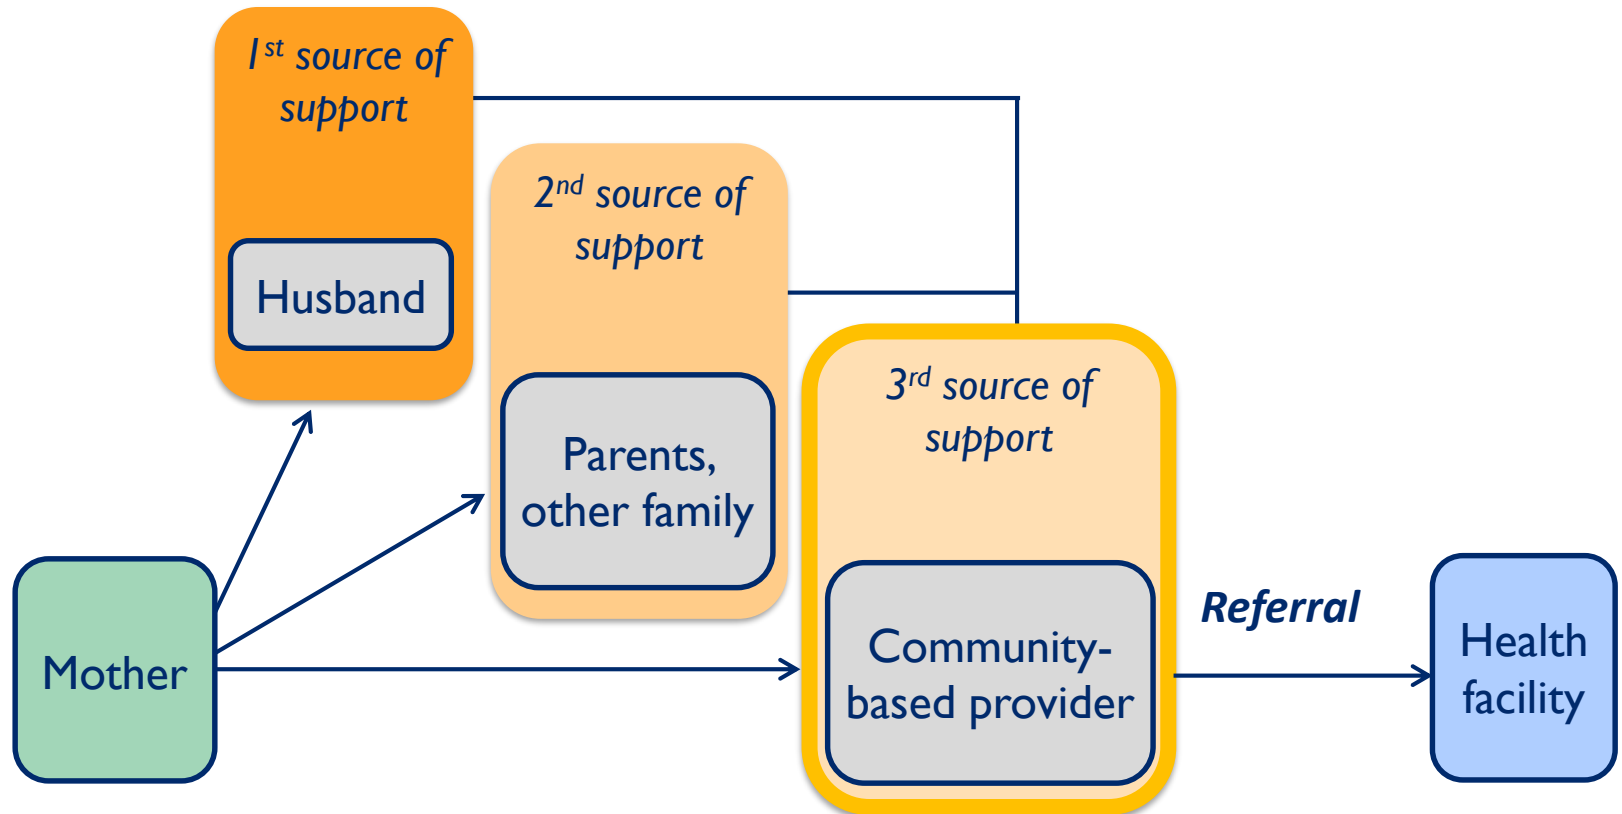 1st source of
support
Husband
2nd source of
support
Parents,
other family
3rd source of
support
Community-
based provider
Mother
Referral
Health
facility